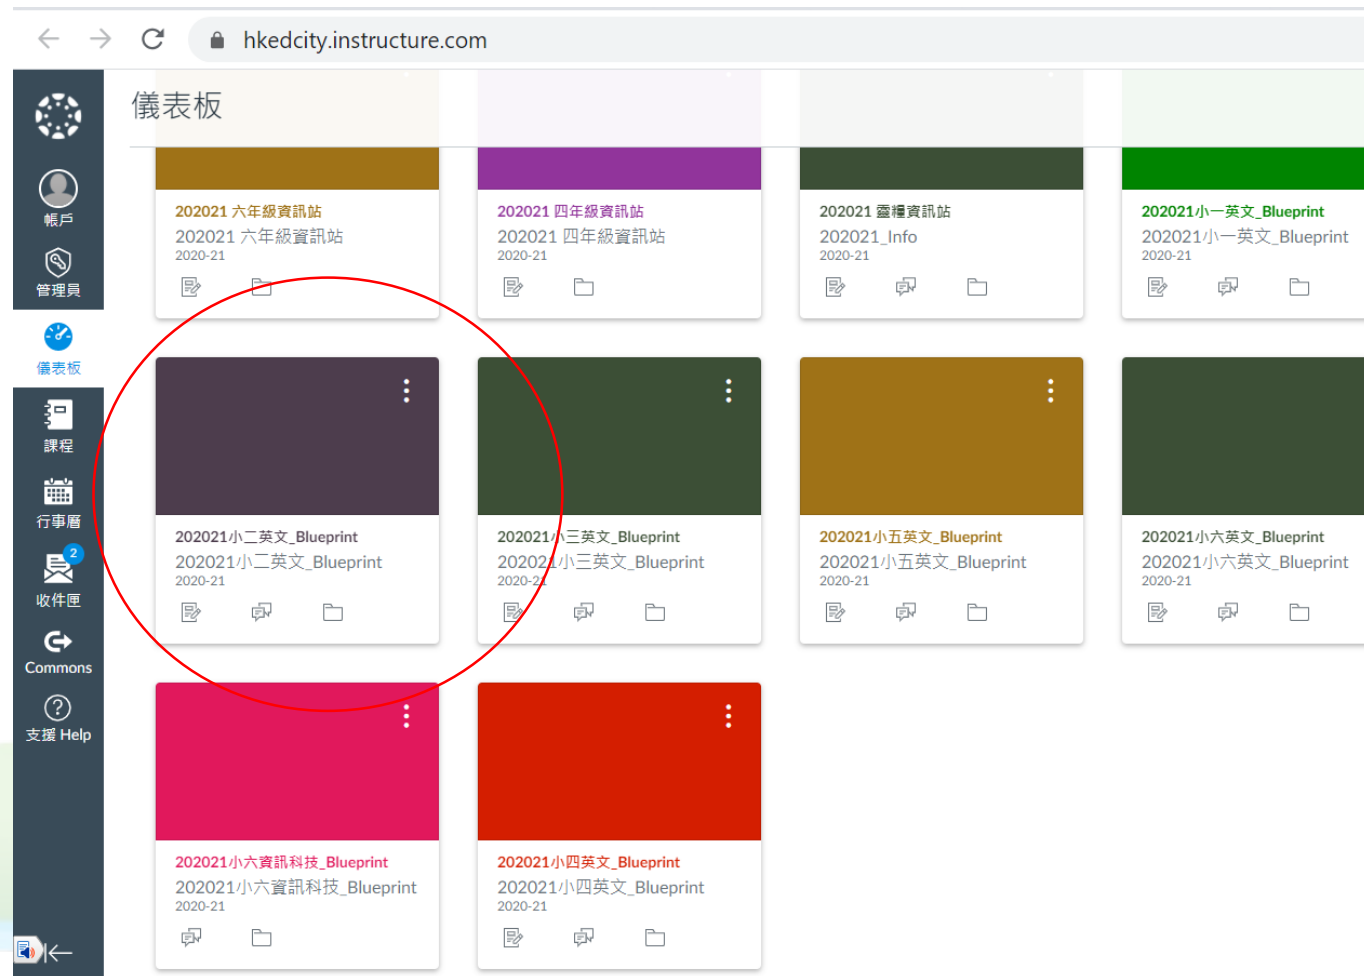 hkedcity.instructure.com
儀表板
帳戶
管理員
儀表板
課程
行事曆
2
收件匣
Commons
支援 Help
202021 六年級資訊站
202021 六年級資訊站
2020-21
202021 四年級資訊站
202021 四年級資訊站
2020-21
202021 靈糧資訊站
202021_Info
2020-21
202021小一英文_Blueprint
202021小一英文_Blueprint
2020-21
202021小二英文_Blueprint
202021小二英文_Blueprint
2020-21
202021小三英文_Blueprint
202021小三英文_Blueprint
2020-21
202021小五英文_Blueprint
202021小五英文_Blueprint
2020-21
202021小六英文_Blueprint
202021小六英文_Blueprint
2020-21
202021小六資訊科技_Blueprint
202021小六資訊科技_Blueprint
2020-21
202021小四英文_Blueprint
202021小四英文_Blueprint
2020-21